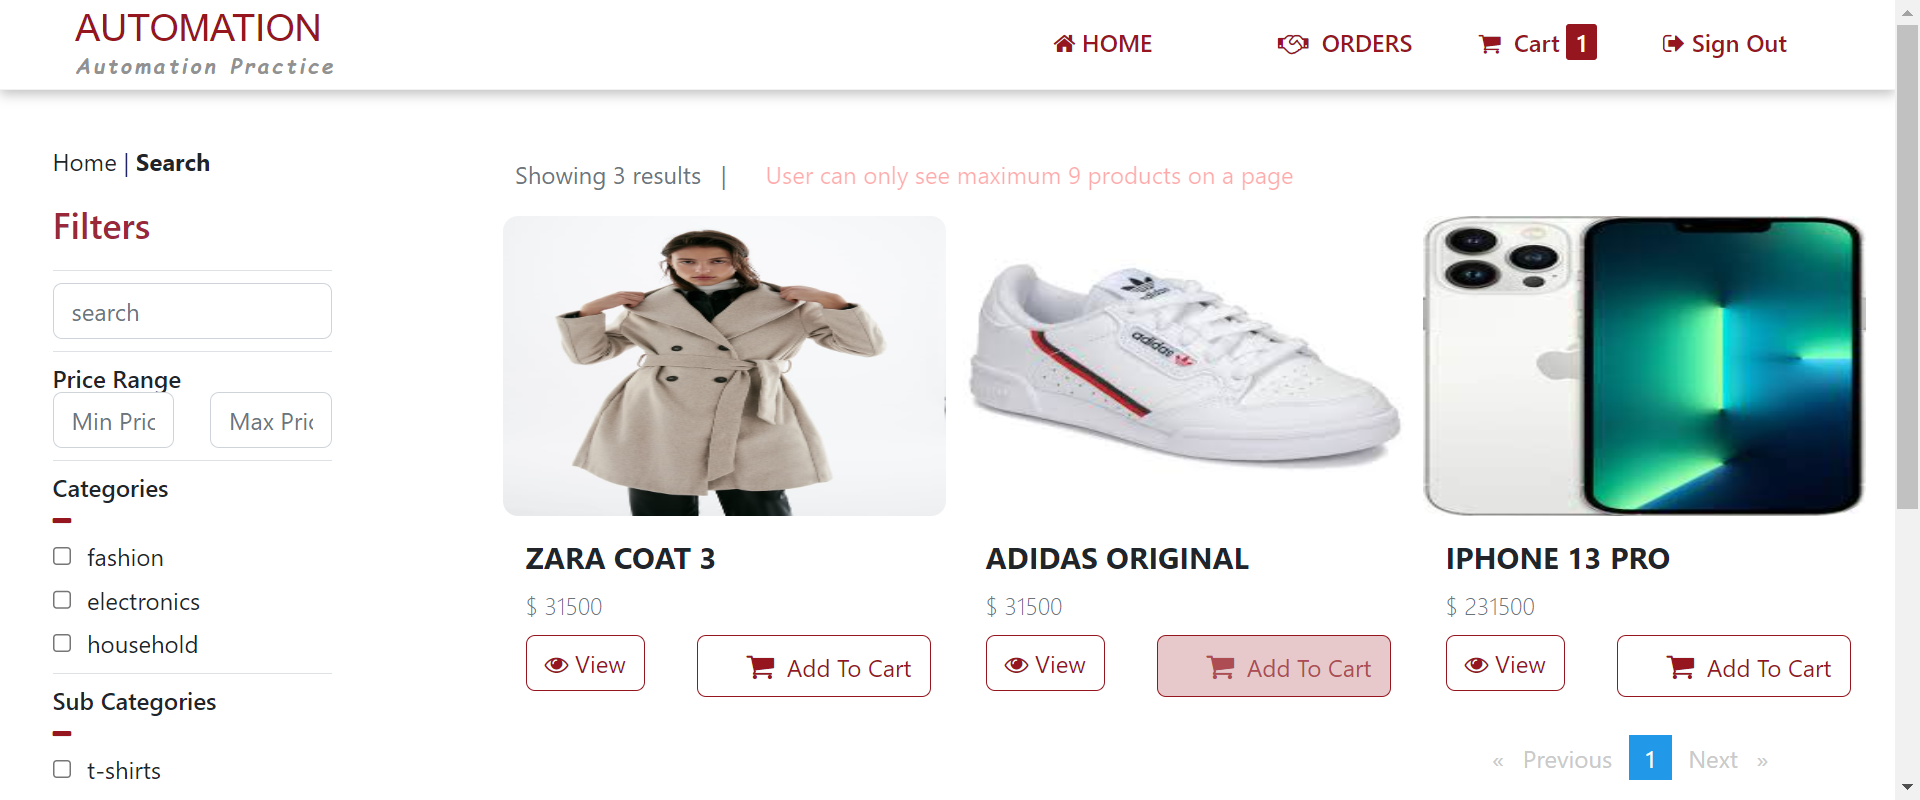 AUTOMATION
Automation Practice
HOME
ORDERS
Cart 1
Sign Out
Home | Search
Filters
search
Price Range
Min Pric
Max Pric
Categories
fashion
electronics
household
Sub Categories
t-shirts
Showing 3 results |
User can only see maximum 9 products on a page
adidas
adidas
ZARA COAT 3
$ 31500
View
Add To Cart
ADIDAS ORIGINAL
$ 31500
View
Add To Cart
IPHONE 13 PRO
$ 231500
View
Add To Cart
« Previous 1 Next »